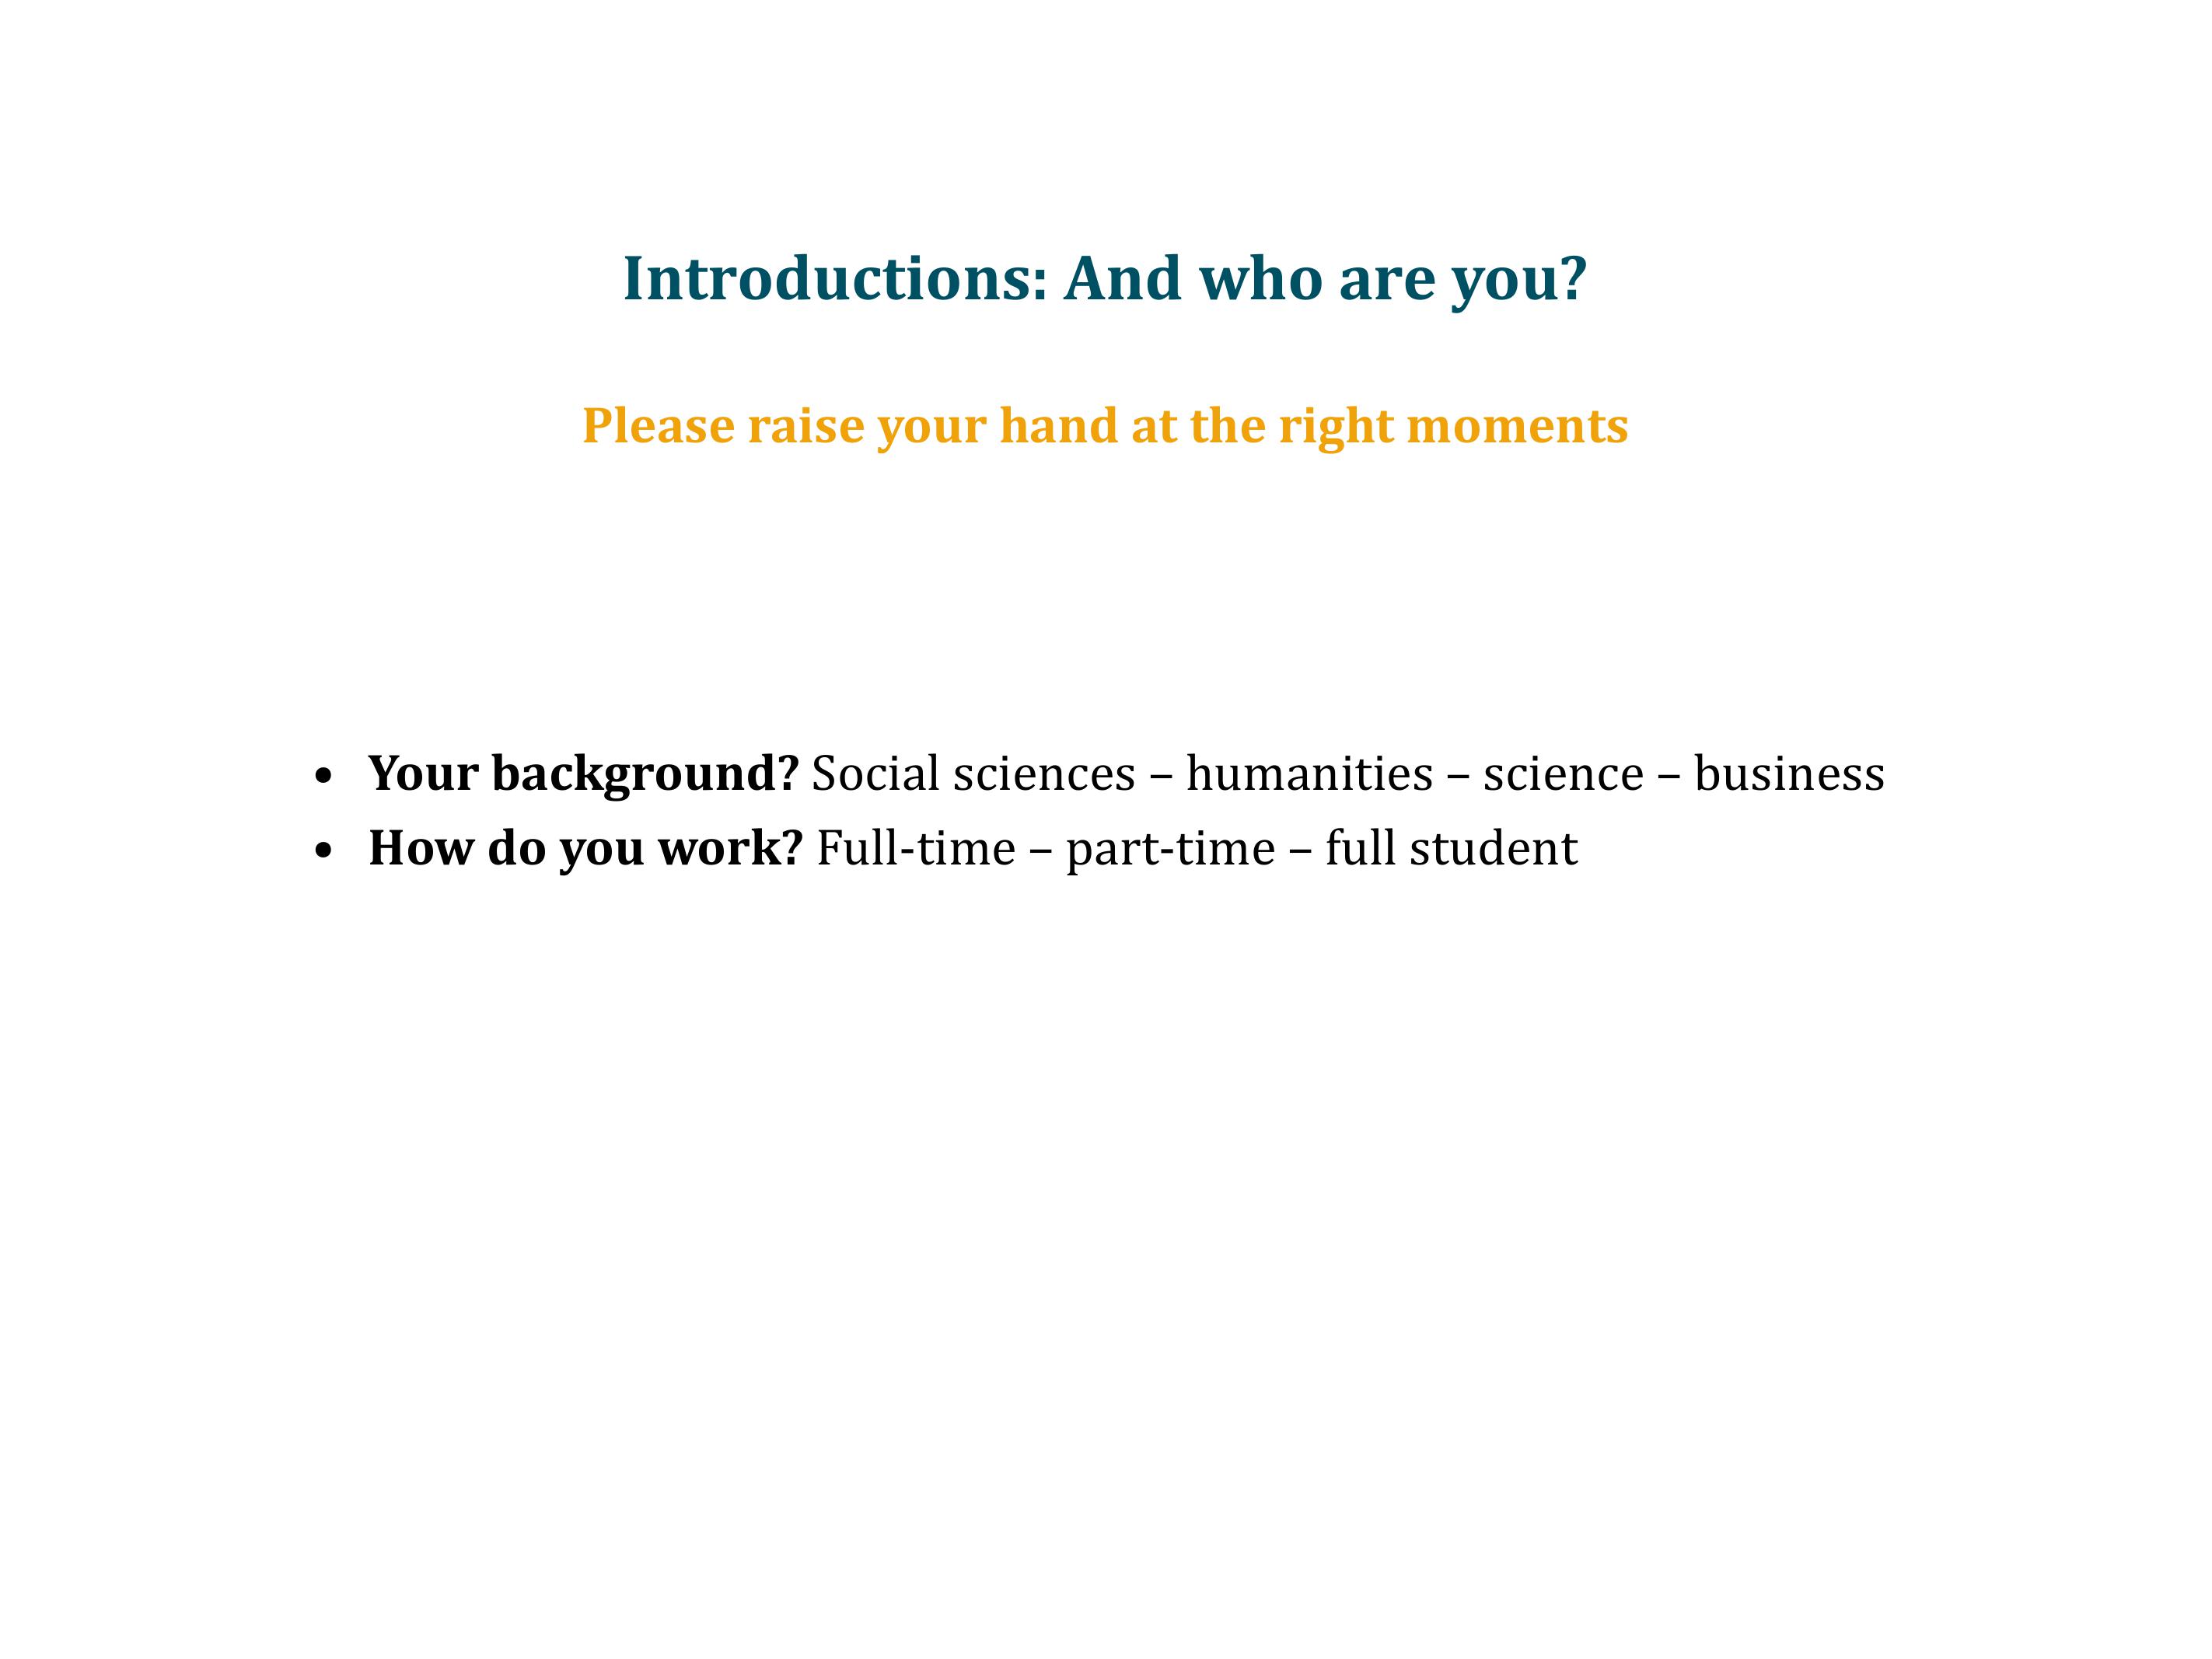 Introductions: And who are you?
Please raise your hand at the right moments
• Your background? Social sciences – humanities – science – business
• How do you work? Full-time – part-time – full student